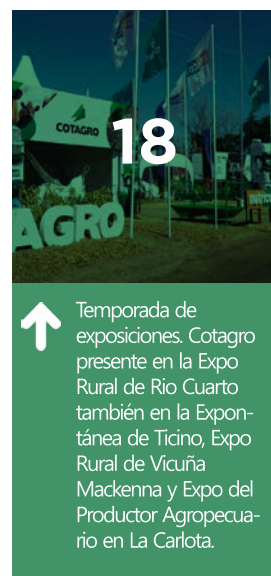 COTAGRO
18
AGRO
Temporada de
exposiciones. Cotagro
presente en la Expo
Rural de Rio Cuarto
también en la Expon-
tánea de Ticino, Expo
Rural de Vicuña
Mackenna y Expo del
Productor Agropecua-
rio en La Carlota.